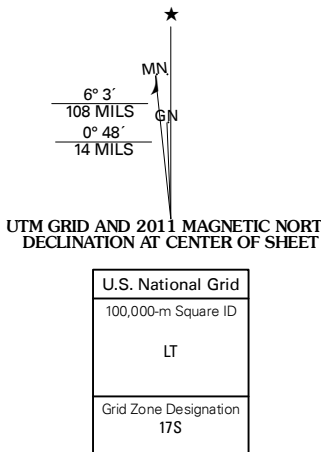 MN
6° 3´
108 MILS
GN
0° 48´
14 MILS
UTM GRID AND 2011 MAGNETIC NORT
DECLINATION AT CENTER OF SHEET
U.S. National Grid
100,000-m Square ID
LT
Grid Zone Designation
17S